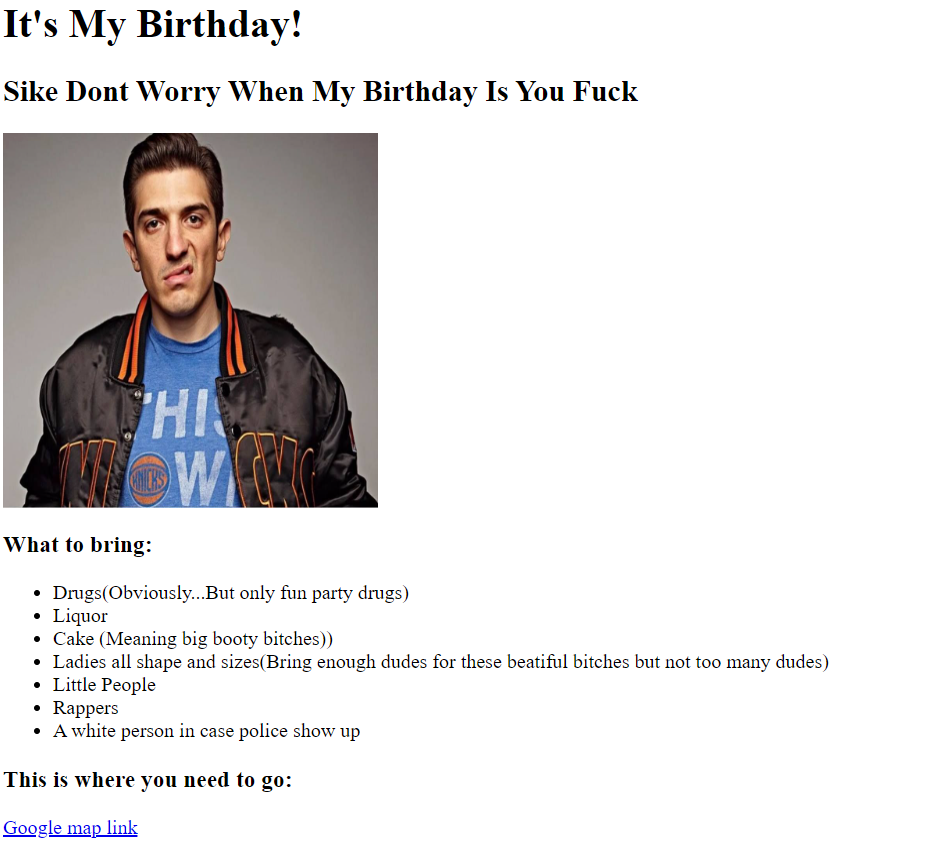 It's My Birthday!
Sike Dont Worry When My Birthday Is You Fuck
THIS
KNICKS
What to bring:
Drugs(Obviously...But only fun party drugs)
Liquor
Cake (Meaning big booty bitches))
Ladies all shape and sizes(Bring enough dudes for these beatiful bitches but not too many dudes)
Little People
Rappers
A white person in case police show up
This is where you need to go:
Google map link